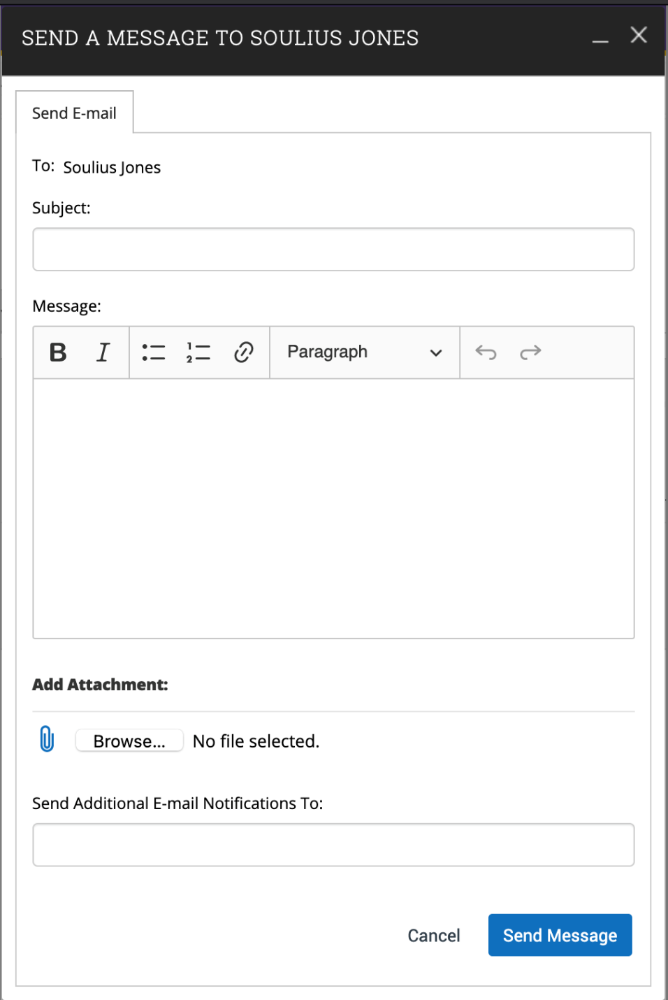 SEND A MESSAGE TO SOULIUS JONES
Send E-mail
To: Soulius Jones
Subject:
Message:
B I Paragraph
Add Attachment:
Browse... No file selected.
Send Additional E-mail Notifications To:
Cancel Send Message